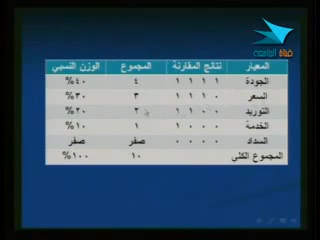 قناة الجامعة
المعيار نتائج المقارنة المجموع الوزن النسبي
الجودة ١ ١ ١ ١ ٤ ٤٠%
السعر ١ ١ ١ ٠ ٣ ٣٠%
التوريد ١ ١ ٠ ٠ ٢ ٢٠%
الخدمة ١ ٠ ٠ ٠ ١ ١٠%
السداد ٠ ٠ ٠ ٠ صفر صفر
المجموع الكلي ١٠ ١٠٠%